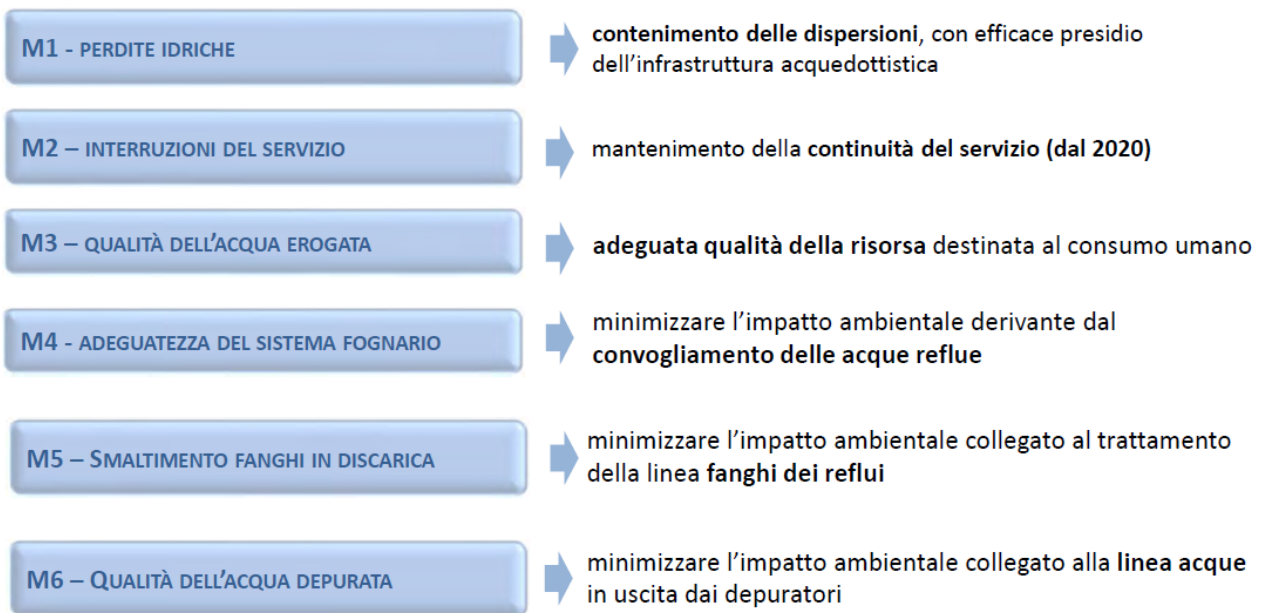 M1 - PERDITE IDRICHE
contenimento delle dispersioni, con efficace presidio
dell'infrastruttura acquedottistica
M2 – INTERRUZIONI DEL SERVIZIO
mantenimento della continuità del servizio (dal 2020)
M3 – QUALITÀ DELL'ACQUA EROGATA
adeguata qualità della risorsa destinata al consumo umano
M4 - ADEGUATEZZA DEL SISTEMA FOGNARIO
minimizzare l'impatto ambientale derivante dal
convogliamento delle acque reflue
M5 – SMALTIMENTO FANGHI IN DISCARICA
minimizzare l'impatto ambientale collegato al trattamento
della linea fanghi dei reflui
M6 – QUALITÀ DELL'ACQUA DEPURATA
minimizzare l'impatto ambientale collegato alla linea acque
in uscita dai depuratori